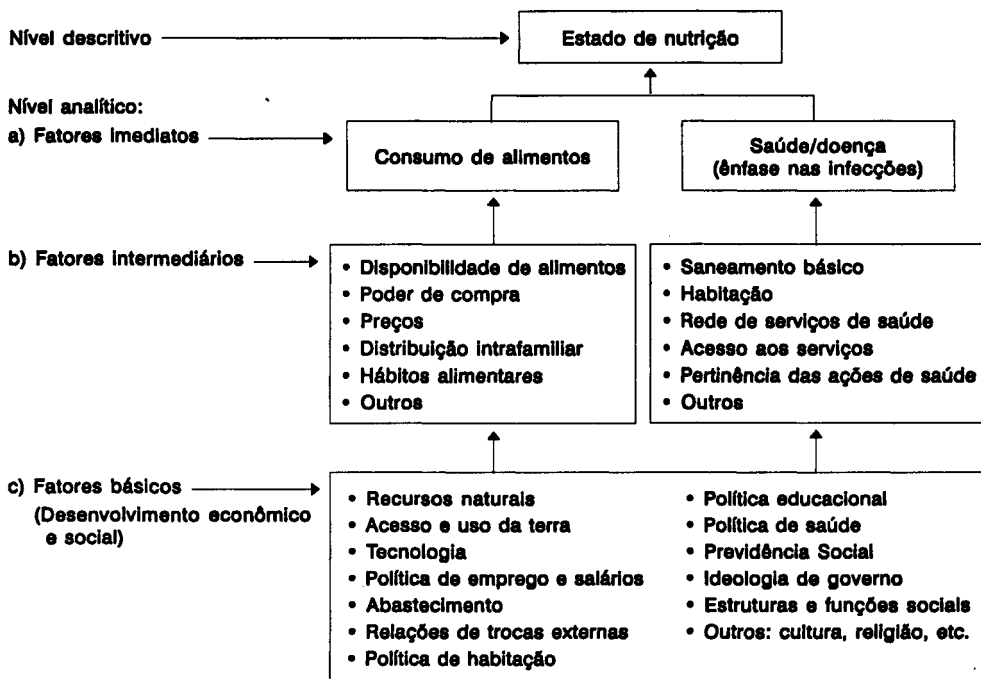 Nível descritivo
Estado de nutrição
Nível analítico:
a) Fatores imediatos
Consumo de alimentos
Saúde/doença
(ênfase nas infecções)
b) Fatores intermediários
• Disponibilidade de alimentos
• Poder de compra
• Preços
• Distribuição intrafamiliar
• Hábitos alimentares
• Outros
• Saneamento básico
• Habitação
• Rede de serviços de saúde
• Acesso aos serviços
• Pertinência das ações de saúde
• Outros
c) Fatores básicos
(Desenvolvimento econômico
e social)
• Recursos naturais
• Acesso e uso da terra
• Tecnologia
• Política de emprego e salários
• Abastecimento
• Relações de trocas externas
• Política de habitação
• Política educacional
• Política de saúde
• Previdência Social
• Ideologia de governo
• Estruturas e funções sociais
• Outros: cultura, religião, etc.